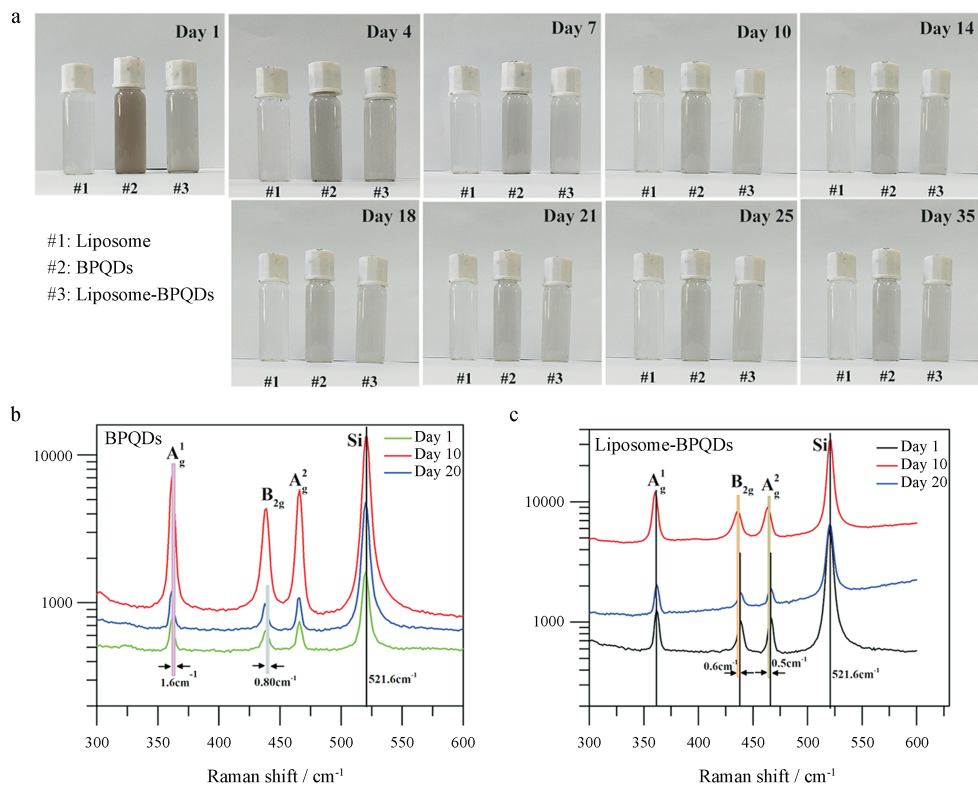 a
Day 1
Day 4
Day 7
Day 10
Day 14
#1 #2 #3
#1 #2 #3
#1 #2 #3
#1 #2 #3
#1 #2 #3
Day 18
Day 21
Day 25
Day 35
#1 #2 #3
#1 #2 #3
#1 #2 #3
#1 #2 #3
#1: Liposome
#2: BPQDs
#3: Liposome-BPQDs
b
BPQDs
A¹g
B2g
A²g
Si
Day 1
Day 10
Day 20
10000
1000
1.6cm⁻¹
0.80cm⁻¹
521.6cm⁻¹
300 350 400 450 500 550 600
Raman shift / cm⁻¹
c
Liposome-BPQDs
A¹g
B2g
A²g
Si
Day 1
Day 10
Day 20
10000
1000
0.6cm⁻¹
0.5cm⁻¹
521.6cm⁻¹
300 350 400 450 500 550 600
Raman shift / cm⁻¹